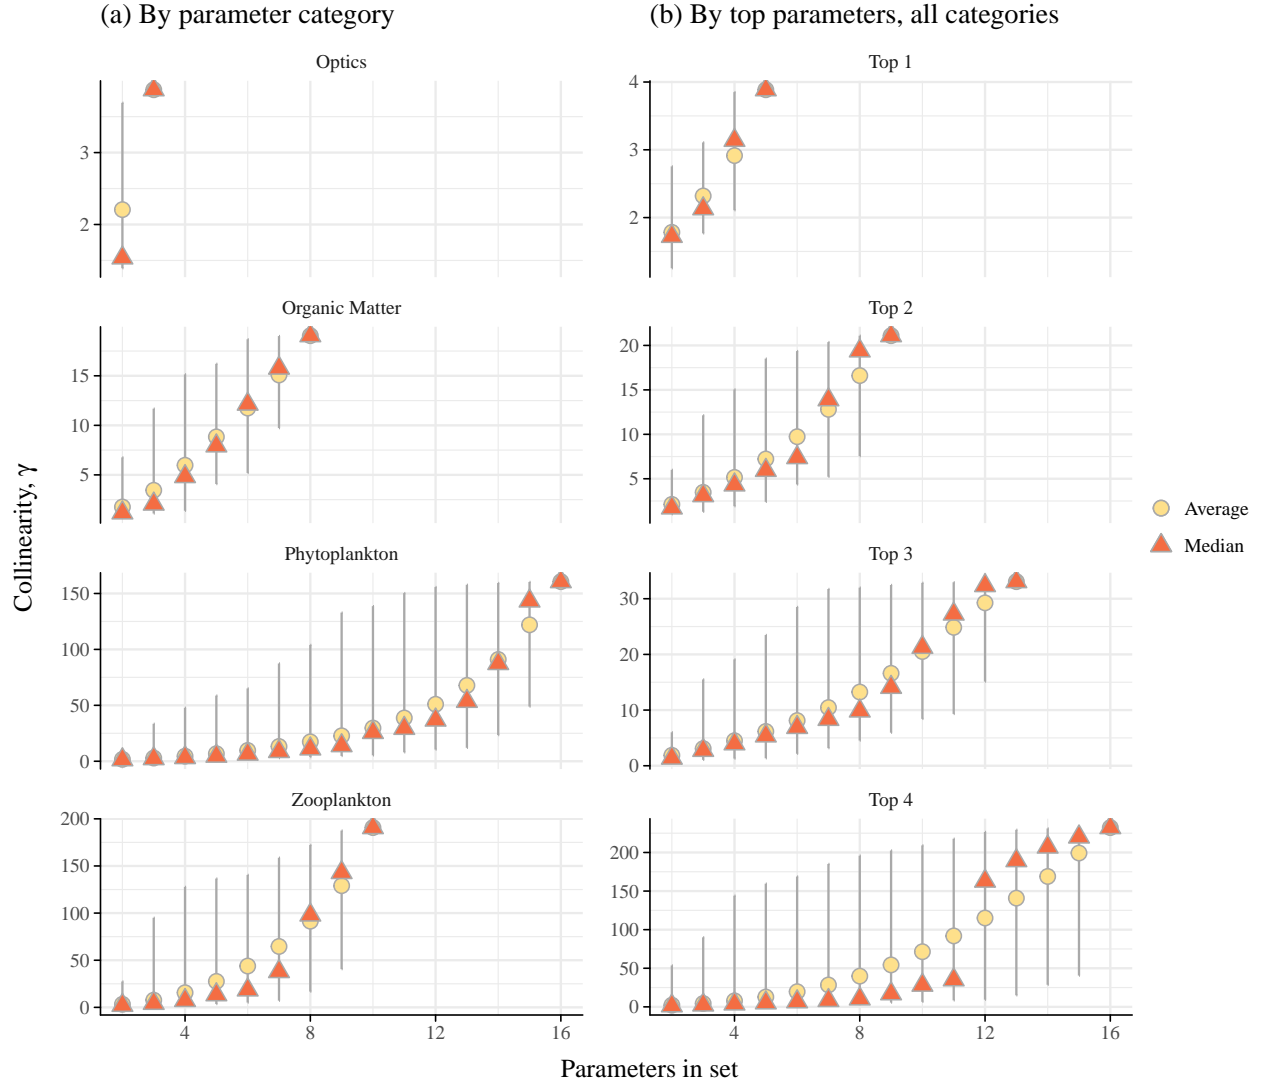 (a) By parameter category
(b) By top parameters, all categories
Optics
3
2
Organic Matter
15
10
5
Phytoplankton
150
100
50
0
Zooplankton
200
150
100
50
0
4
8
12
16
Top 1
4
3
2
Top 2
20
15
10
5
Top 3
30
20
10
0
Top 4
200
150
100
50
0
4
8
12
16
Collinearity, γ
Parameters in set
Average
Median